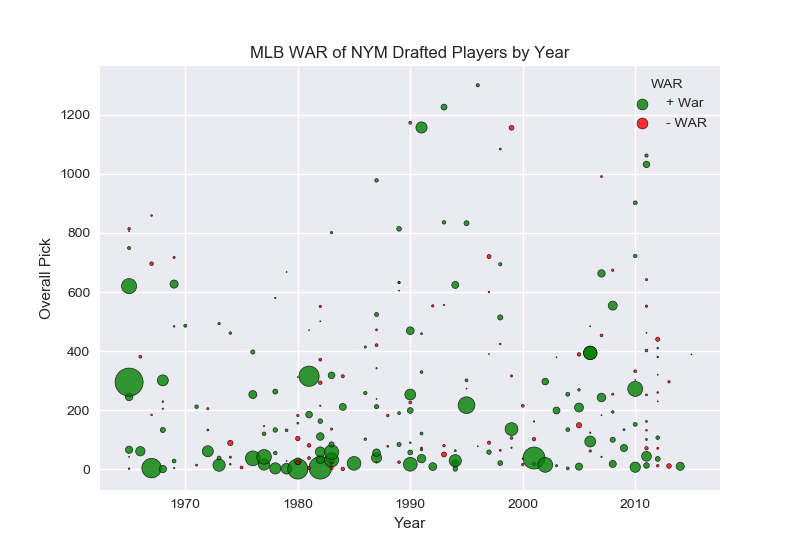 MLB WAR of NYM Drafted Players by Year
WAR
+ War
- WAR
1200
1000
800
600
400
200
0
Overall Pick
1970
1980
1990
2000
2010
Year